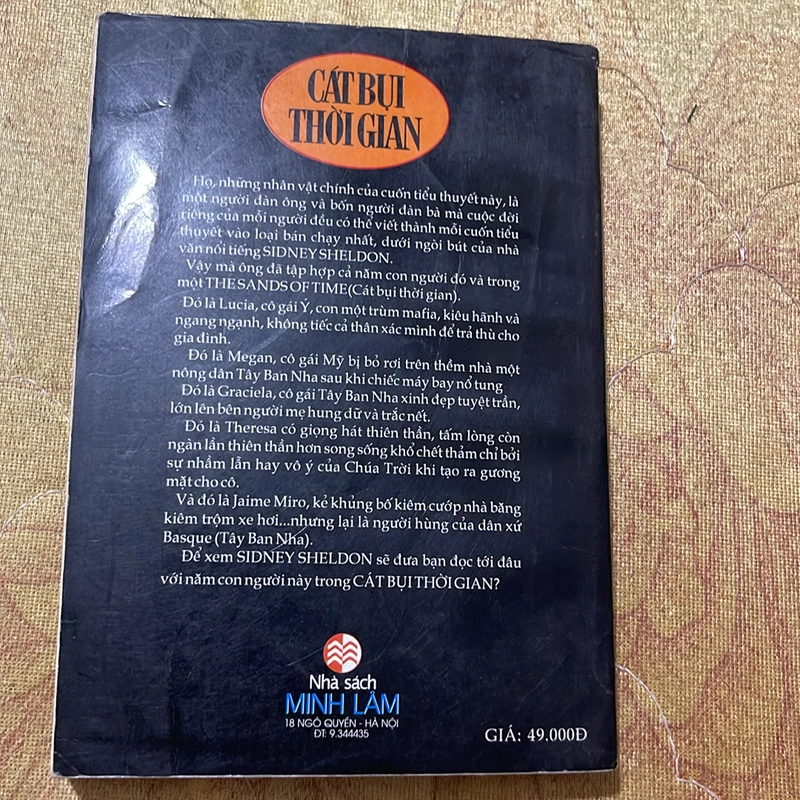 CÁT BỤI
THỜI GIAN
Họ, những nhân vật chính của cuốn tiểu thuyết này, là
một người đàn ông và bốn người đàn bà mà cuộc đời
riêng của mỗi người đều có thể viết thành mỗi cuốn tiểu
thuyết vào loại bán chạy nhất, dưới ngòi bút của nhà
văn nổi tiếng SIDNEY SHELDON.
Vậy mà ông đã tập hợp cả năm con người đó và trong
một THE SANDS OF TIME(Cát bụi thời gian).
Đó là Lucia, cô gái Ý, con một trùm mafia, kiêu hãnh và
ngang ngạnh, không tiếc cả thân xác mình để trả thù cho
gia đình.
Đó là Megan, cô gái Mỹ bị bỏ rơi trên thềm nhà một
nông dân Tây Ban Nha sau khi chiếc máy bay nổ tung
Đó là Graciela, cô gái Tây Ban Nha xinh đẹp tuyệt trần,
lớn lên bên người mẹ hung dữ và trắc nết.
Đó là Theresa có giọng hát thiên thần, tấm lòng còn
ngàn lần thiên thần hơn song sống khổ chết thảm chỉ bởi
sự nhầm lẫn hay vô ý của Chúa Trời khi tạo ra gương
mặt cho cô.
Và đó là Jaime Miro, kẻ khủng bố kiêm cướp nhà băng
kiêm trộm xe hơi...nhưng lại là người hùng của dân xứ
Basque (Tây Ban Nha).
Để xem SIDNEY SHELDON sẽ đưa bạn đọc tới đâu
với năm con người này trong CÁT BỤI THỜI GIAN?
Nhà sách
MINH LÂM
18 NGÔ QUYỀN - HÀ NỘI
ĐT: 9.344435
GIÁ: 49.000Đ